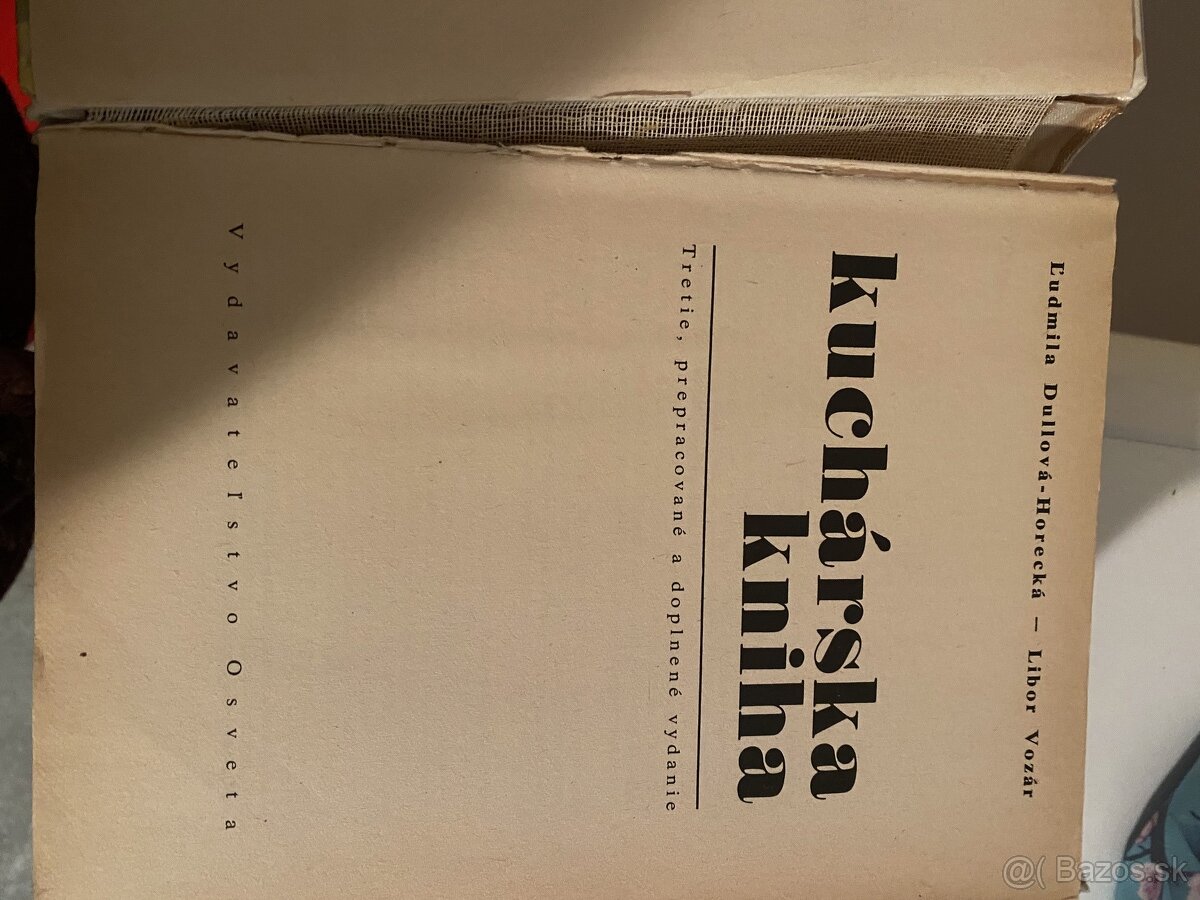 Ľudmila Dullová-Horecká — Libor Vozár
kuchárska
kniha
Tretie, prepracované a doplnené vydanie
Vydavateľstvo Osveta
@( Bazos.sk